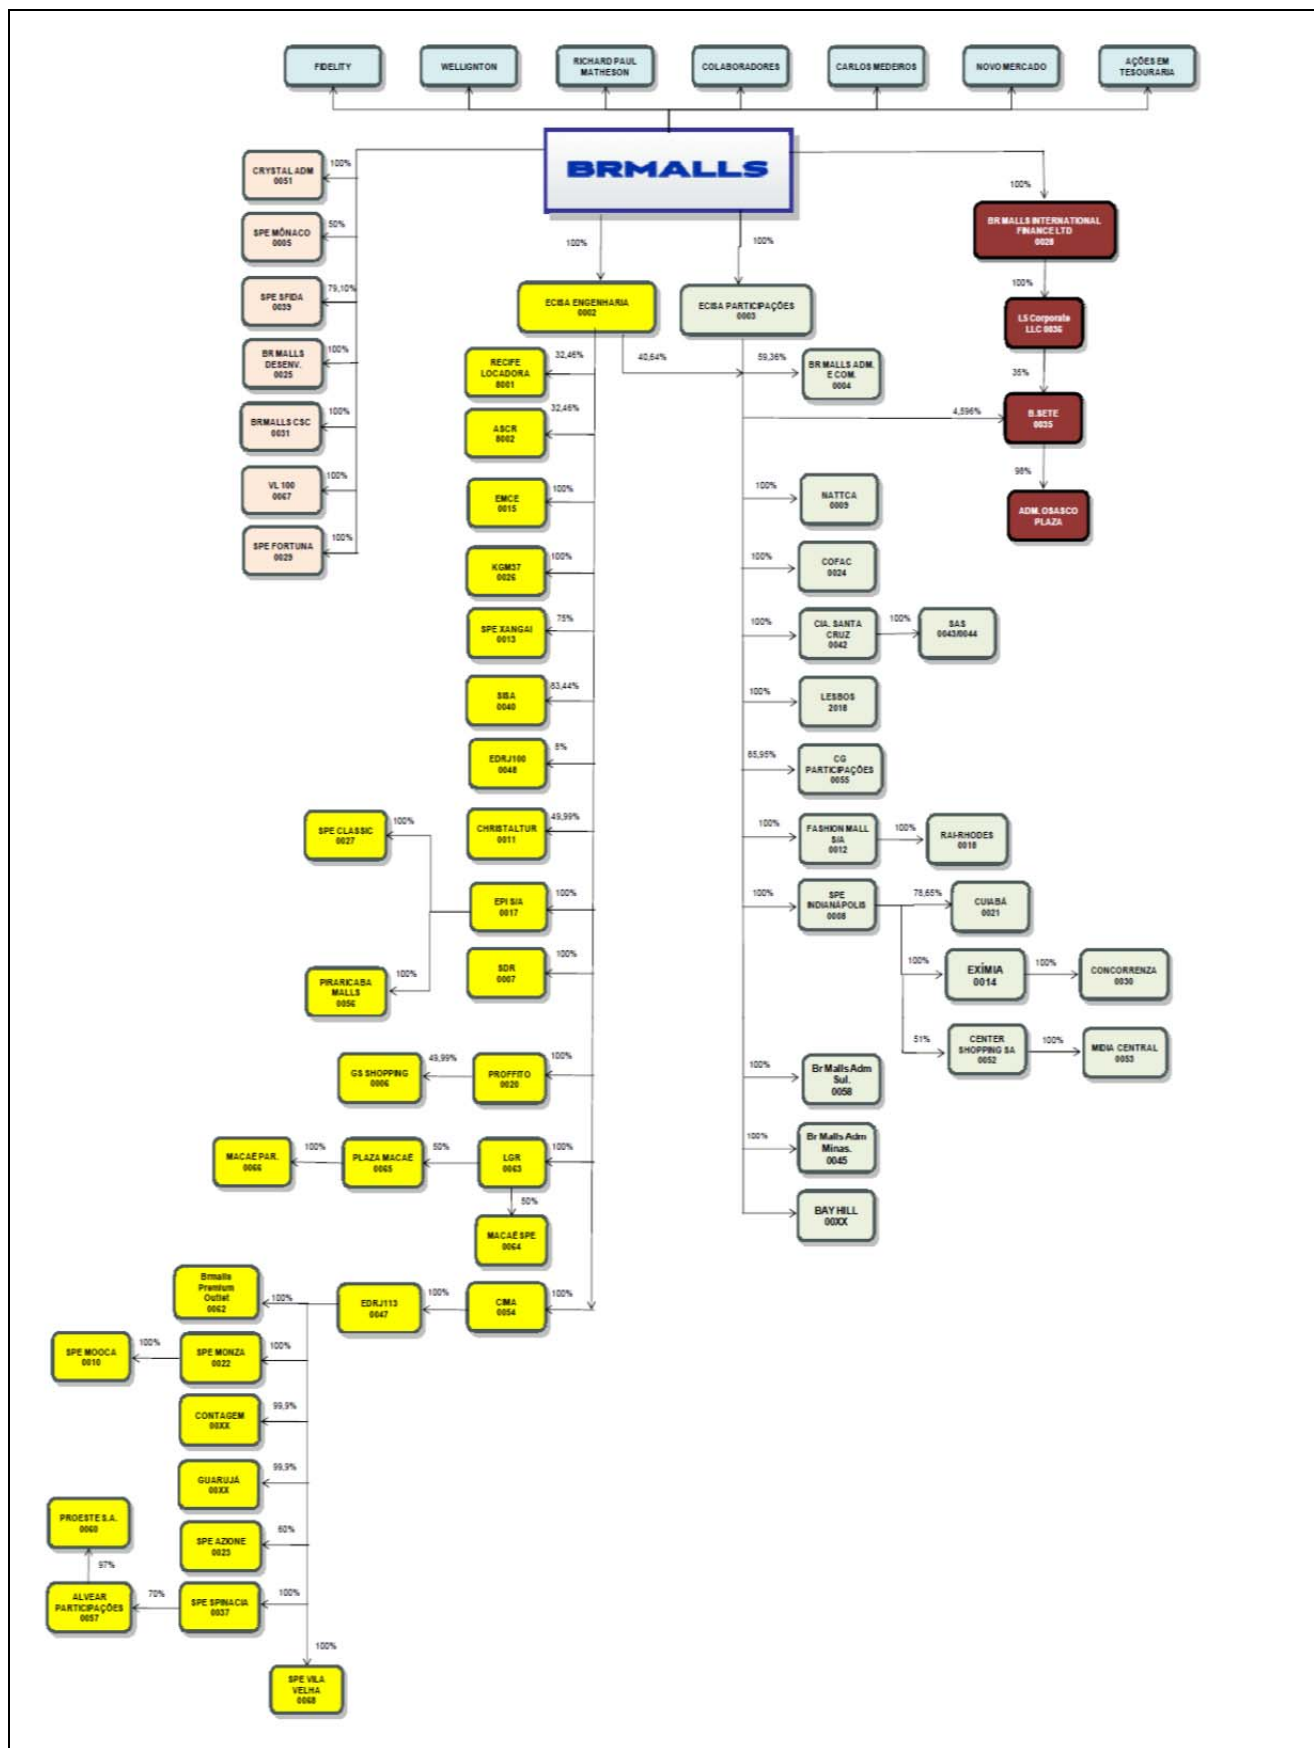 FIDELITY
WELLIGNTON
RICHARD PAUL
MATHESON
COLABORADORES
CARLOS MEDEIROS
NOVO MERCADO
AÇÕES EM
TESOURARIA
BRMALLS
100%
CRYSTAL ADM
0051
50%
SPE MÔNACO
0005
79,10%
SPE SFIDA
0039
100%
BR MALLS
DESENV.
0025
100%
BRMALLS CSC
0031
100%
VL 100
0067
100%
SPE FORTUNA
0029
100%
ECISA ENGENHARIA
0002
100%
ECISA PARTICIPAÇÕES
0003
100%
BR MALLS INTERNATIONAL
FINANCE LTD
0028
100%
LS Corporate
LLC 0036
35%
B.SETE
0035
4,596%
98%
ADM. OSASCO
PLAZA
32,46%
RECIFE
LOCADORA
8001
40,64%
59,36%
BR MALLS ADM.
E COM.
0004
32,46%
ASCR
8002
100%
EMCE
0015
100%
KGM37
0026
75%
SPE XANGAI
0013
83,44%
SISA
0040
8%
EDRJ100
0048
49,99%
CHRISTALTUR
0011
100%
EPI S/A
0017
100%
SPE CLASSIC
0027
100%
PIRARICABA
MALLS
0056
100%
SDR
0007
100%
PROFFITO
0020
49,99%
GS SHOPPING
0006
100%
LGR
0063
50%
PLAZA MACAÉ
0065
100%
MACAÉ PAR.
0066
50%
MACAÉ SPE
0064
100%
CIMA
0054
100%
EDRJ113
0047
100%
Brmalls
Premium
Outlet
0062
100%
SPE MONZA
0022
100%
SPE MOOCA
0010
99,9%
CONTAGEM
00XX
99,9%
GUARUJÁ
00XX
60%
SPE AZIONE
0023
100%
SPE SPINACIA
0037
70%
ALVEAR
PARTICIPAÇÕES
0057
97%
PROESTE S.A.
0060
100%
SPE VILA
VELHA
0068
100%
NATTCA
0009
100%
COFAC
0024
100%
CIA. SANTA
CRUZ
0042
100%
SAS
0043/0044
100%
LESBOS
2018
65,95%
CG
PARTICIPAÇÕES
0055
100%
FASHION MALL
S/A
0012
100%
RAI-RHODES
0018
100%
SPE
INDIANÁPOLIS
0008
78,65%
CUIABÁ
0021
100%
EXÍMIA
0014
100%
CONCORRENZA
0030
51%
CENTER
SHOPPING SA
0052
100%
MIDIA CENTRAL
0053
100%
Br Malls Adm
Sul.
0058
100%
Br Malls Adm
Minas.
0045
100%
BAY HILL
00XX